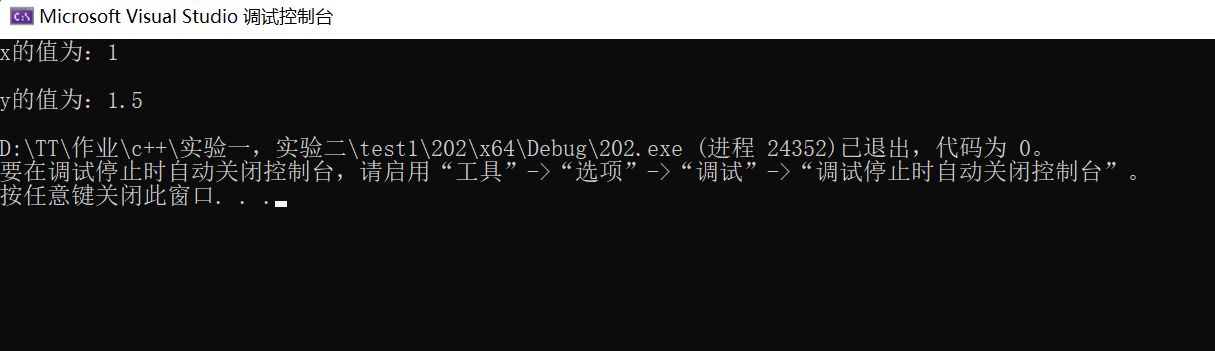 Microsoft Visual Studio 调试控制台
x的值为：1
y的值为：1.5
D:\TT\作业\c++\实验一，实验二\test1\202\x64\Debug\202.exe (进程 24352)已退出，代码为 0。
要在调试停止时自动关闭控制台，请启用“工具”->“选项”->“调试”->“调试停止时自动关闭控制台”。
按任意键关闭此窗口. . .